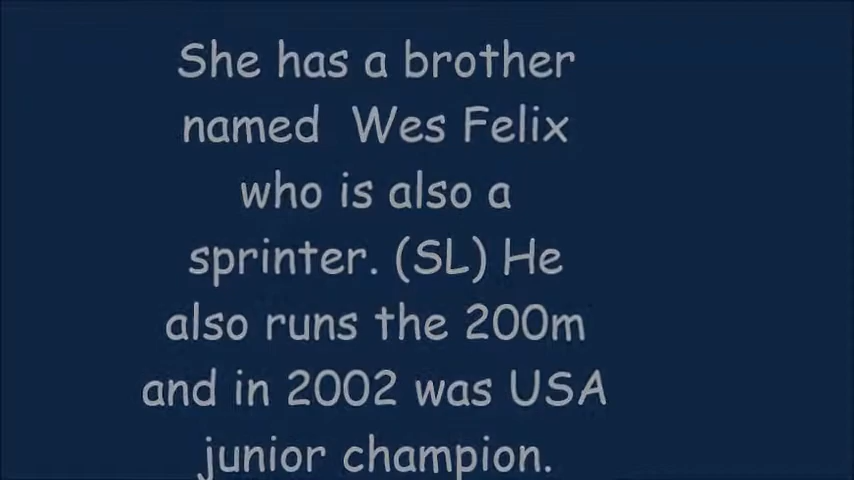 She has a brother
named Wes Felix
who is also a
sprinter. (SL) He
also runs the 200m
and in 2002 was USA
junior champion.